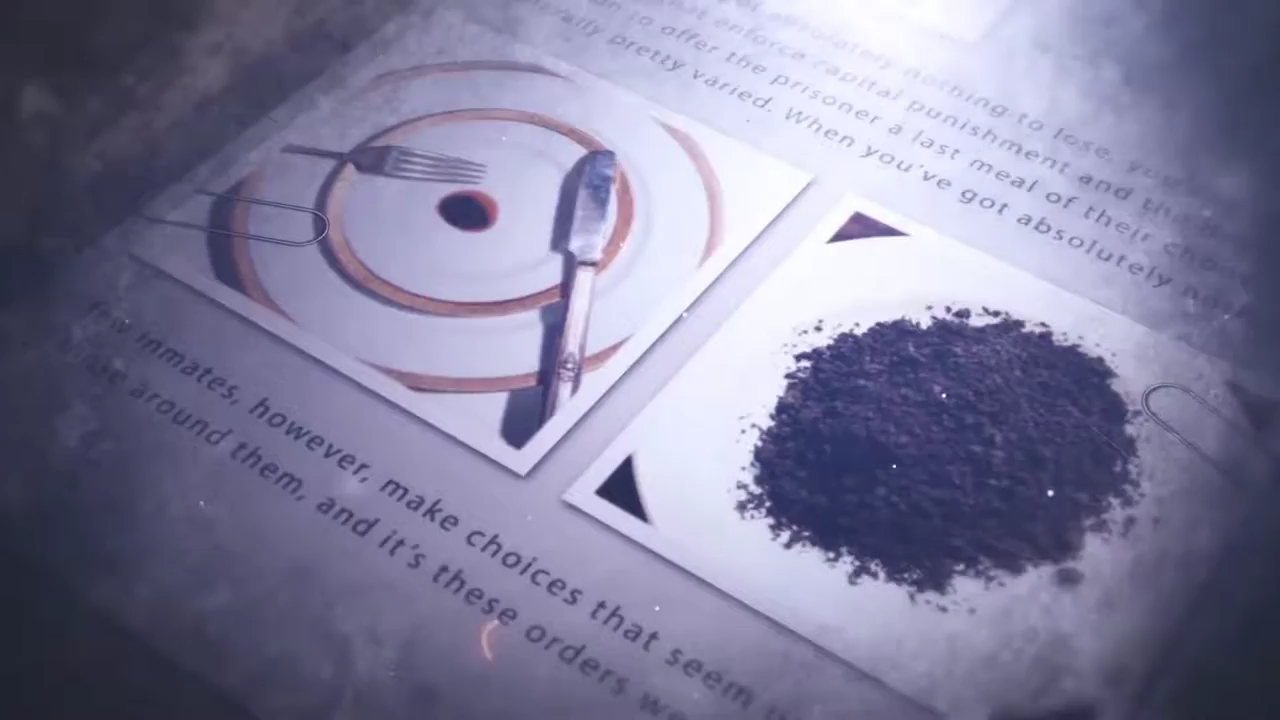 absolutely nothing to lose, you
that enforce capital punishment and
to offer the prisoner a last meal of their
pretty varied. When you've got absolutely
few inmates, however, make choices that seem
around them, and it's these orders